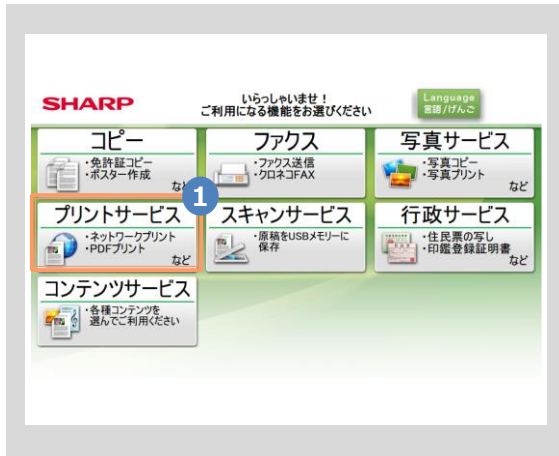 SHARP
いらっしゃいませ!
ご利用になる機能をお選びください
Language
言語/げんご
コピー
・免許証コピー
・ポスター作成
など
ファクス
・ファクス送信
・クロネコFAX
写真サービス
・写真コピー
・写真プリント
など
1
プリントサービス
・ネットワークプリント
・PDFプリント
など
スキャンサービス
・原稿をUSBメモリーに
保存
行政サービス
・住民票の写し
・印鑑登録証明書
など
コンテンツサービス
・各種コンテンツを
選んでご利用ください